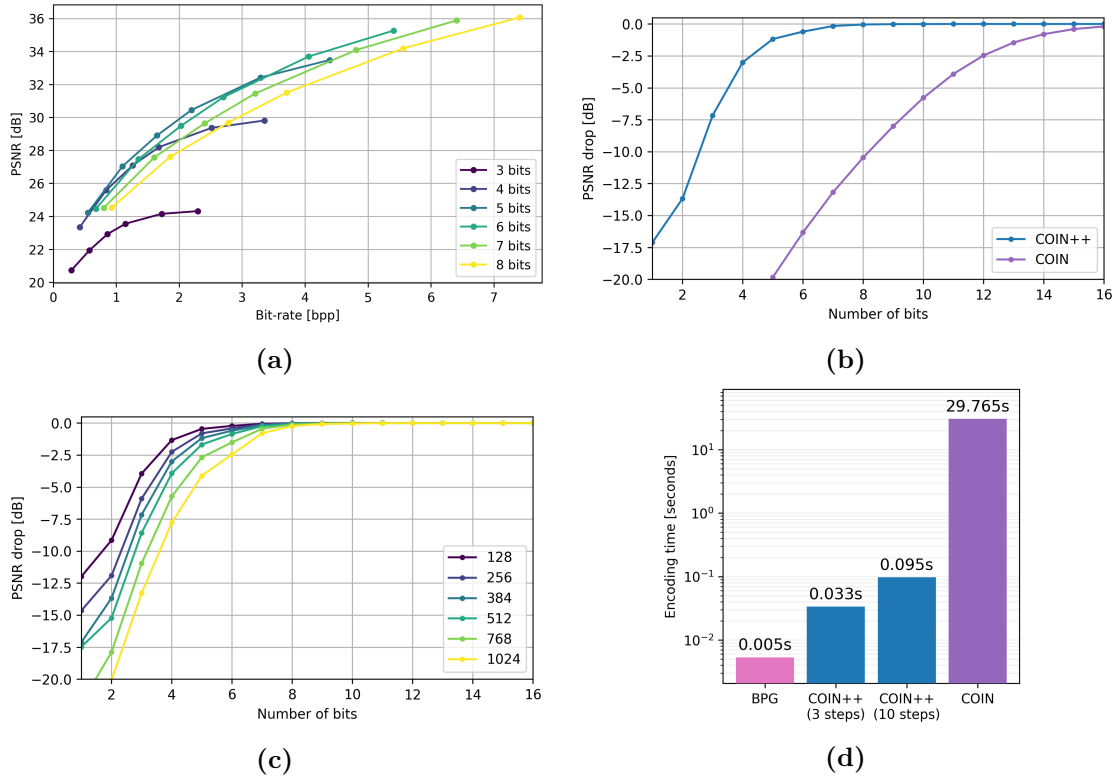 36
34
32
30
28
26
24
22
20
PSNR [dB]
0 1 2 3 4 5 6 7
Bit-rate [bpp]
3 bits
4 bits
5 bits
6 bits
7 bits
8 bits
(a)
0.0
−2.5
−5.0
−7.5
−10.0
−12.5
−15.0
−17.5
−20.0
PSNR drop [dB]
2 4 6 8 10 12 14 16
Number of bits
COIN++
COIN
(b)
0.0
−2.5
−5.0
−7.5
−10.0
−12.5
−15.0
−17.5
−20.0
PSNR drop [dB]
2 4 6 8 10 12 14 16
Number of bits
128
256
384
512
768
1024
(c)
10¹
10⁰
10⁻¹
10⁻²
Encoding time [seconds]
0.005s
0.033s
0.095s
29.765s
BPG COIN++ COIN++ COIN
(3 steps) (10 steps)
(d)